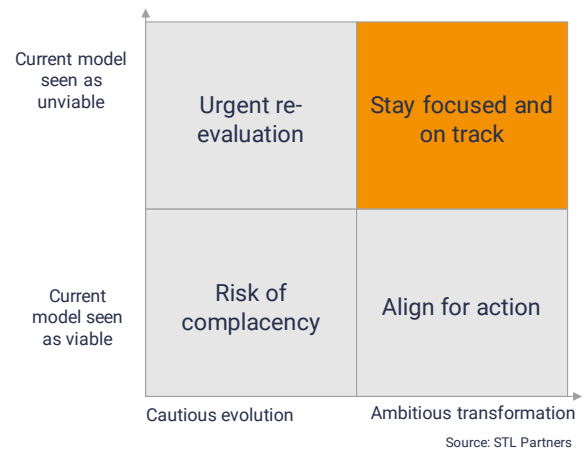 Current model
seen as
unviable
Urgent re-
evaluation
Stay focused and
on track
Current
model seen
as viable
Risk of
complacency
Align for action
Cautious evolution
Ambitious transformation
Source: STL Partners